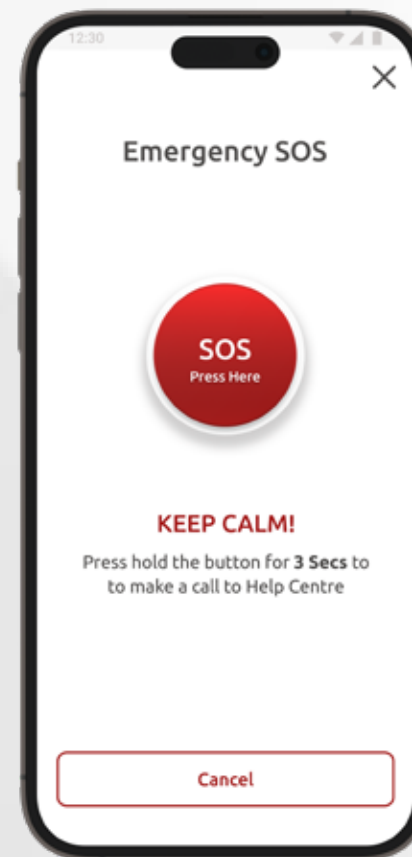 12:30
Emergency SOS
SOS
Press Here
KEEP CALM!
Press hold the button for 3 Secs to
to make a call to Help Centre
Cancel